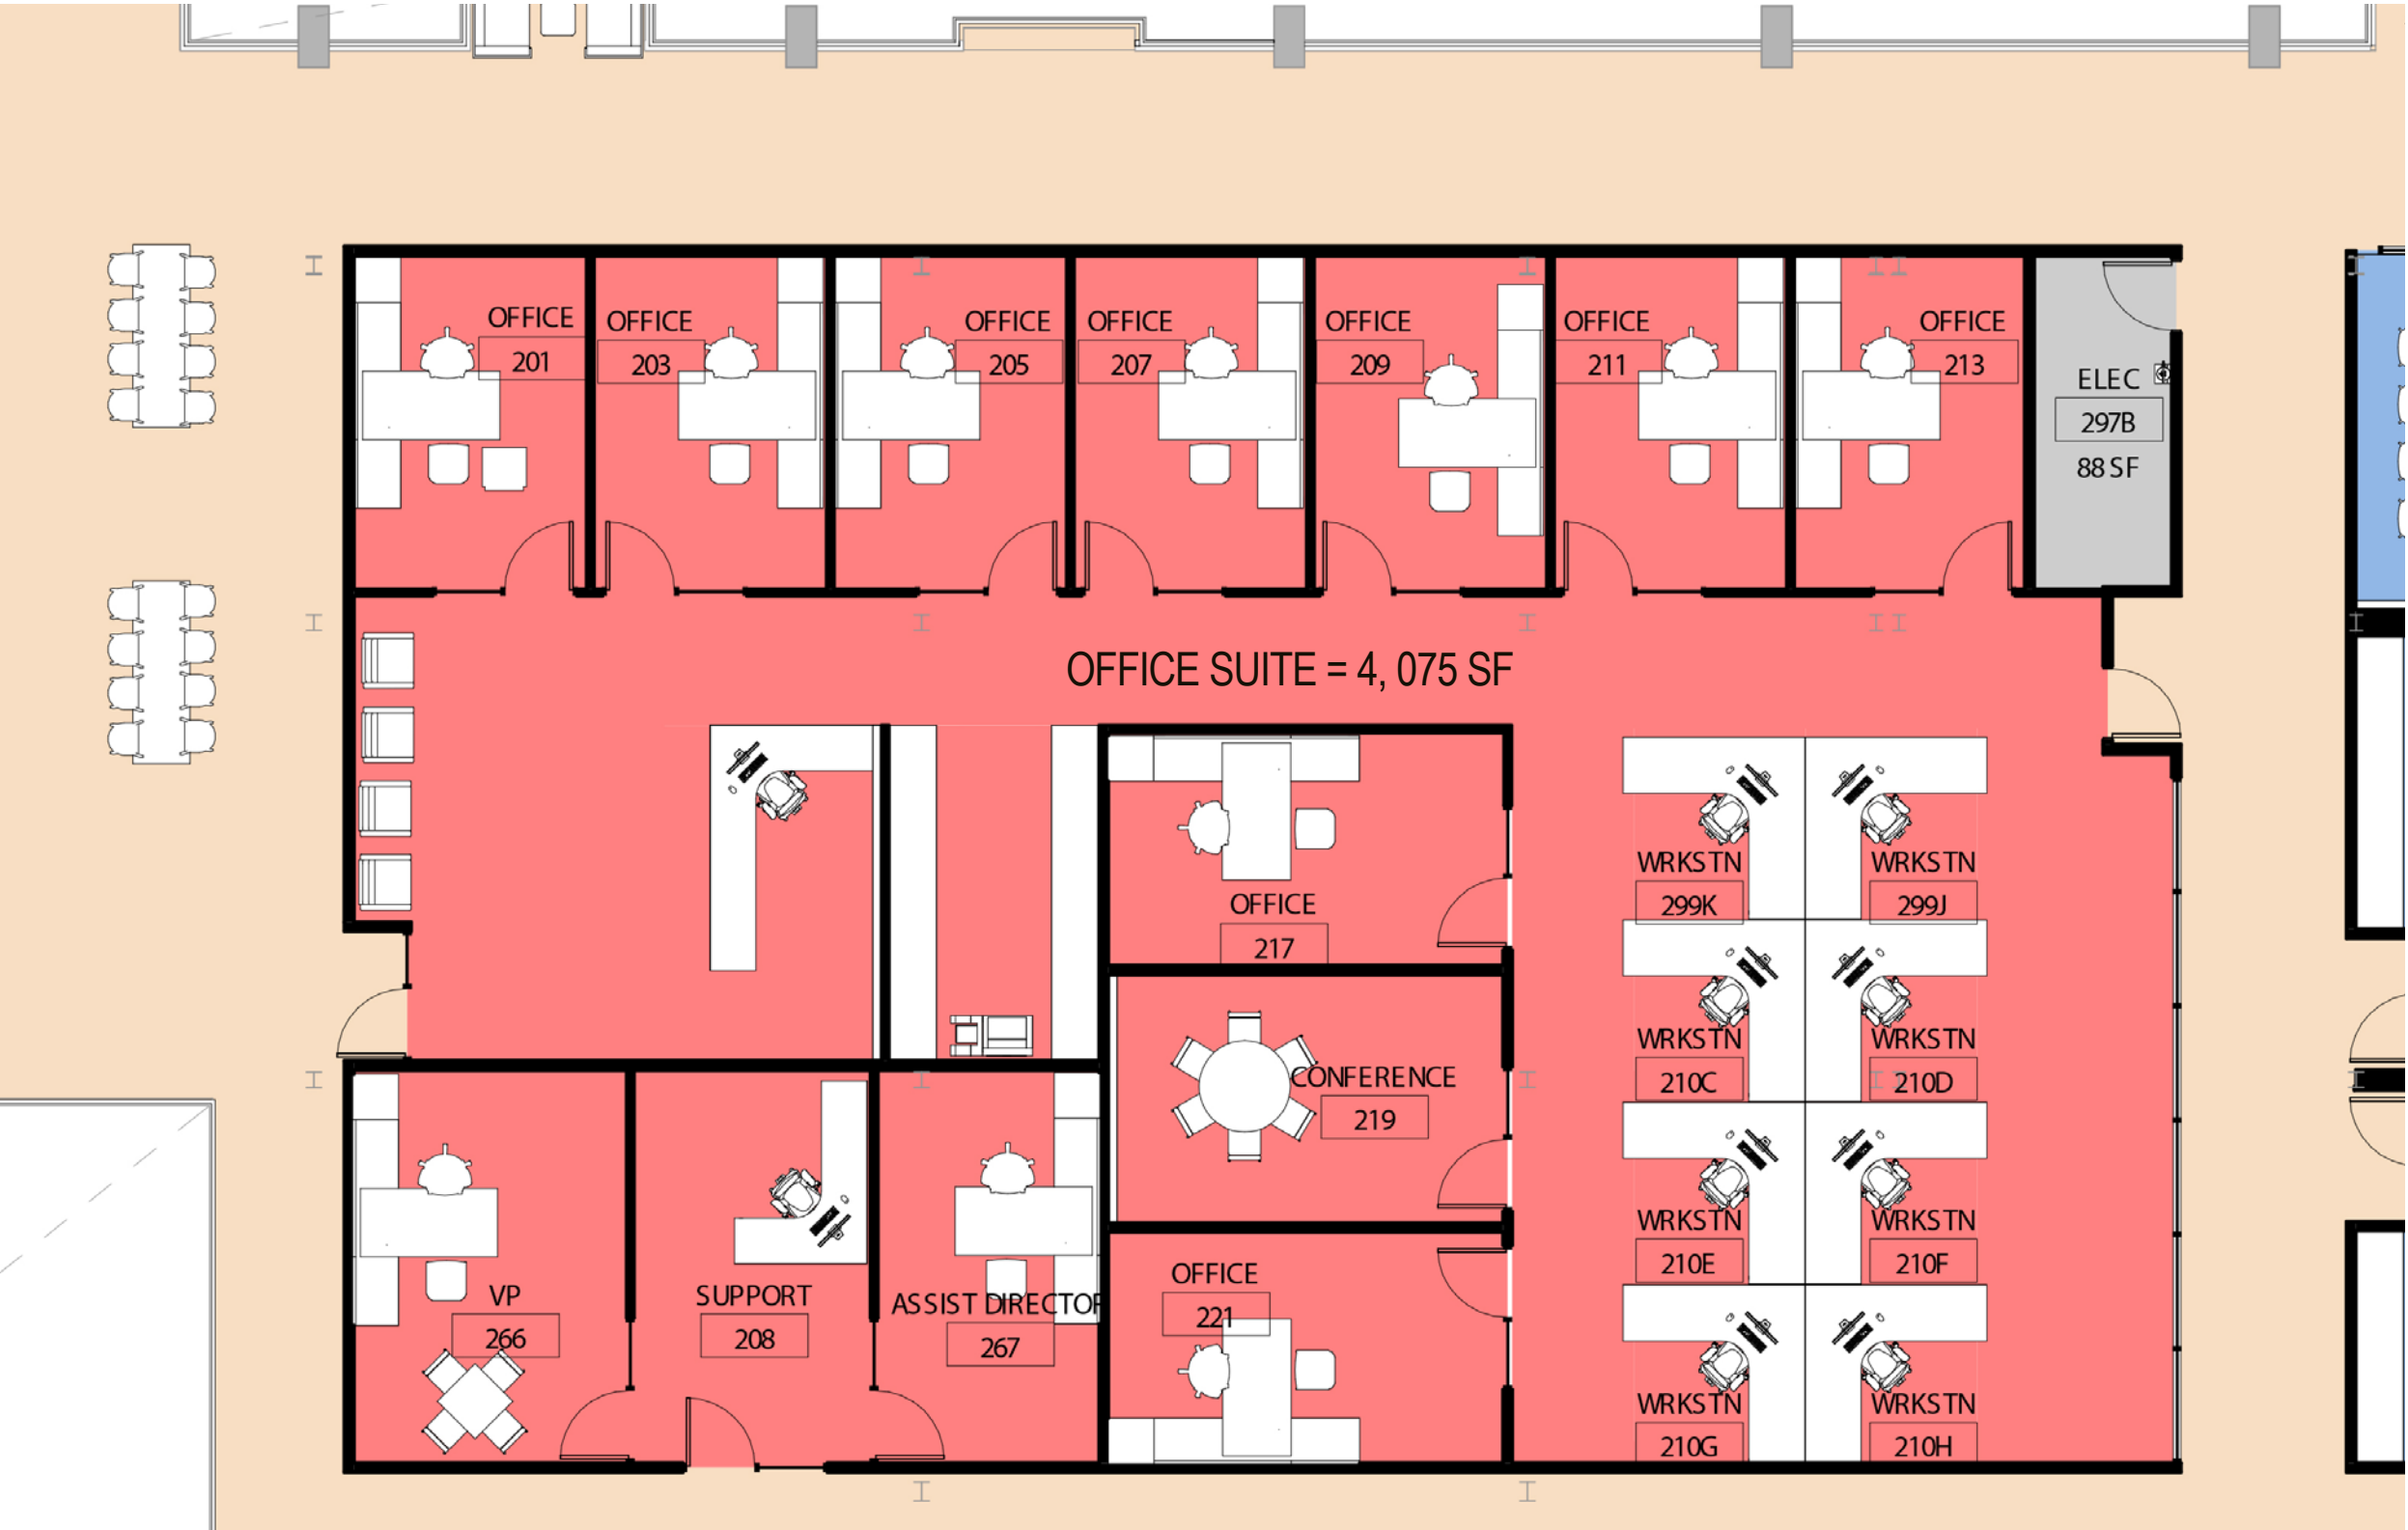 OFFICE
201
OFFICE
203
OFFICE
205
OFFICE
207
OFFICE
209
OFFICE
211
OFFICE
213
ELEC
297B
88 SF
OFFICE SUITE = 4, 075 SF
OFFICE
217
WRKSTN
299K
WRKSTN
299J
CONFERENCE
219
WRKSTN
210C
WRKSTN
210D
VP
266
SUPPORT
208
ASSIST DIRECTOR
267
OFFICE
221
WRKSTN
210E
WRKSTN
210F
WRKSTN
210G
WRKSTN
210H